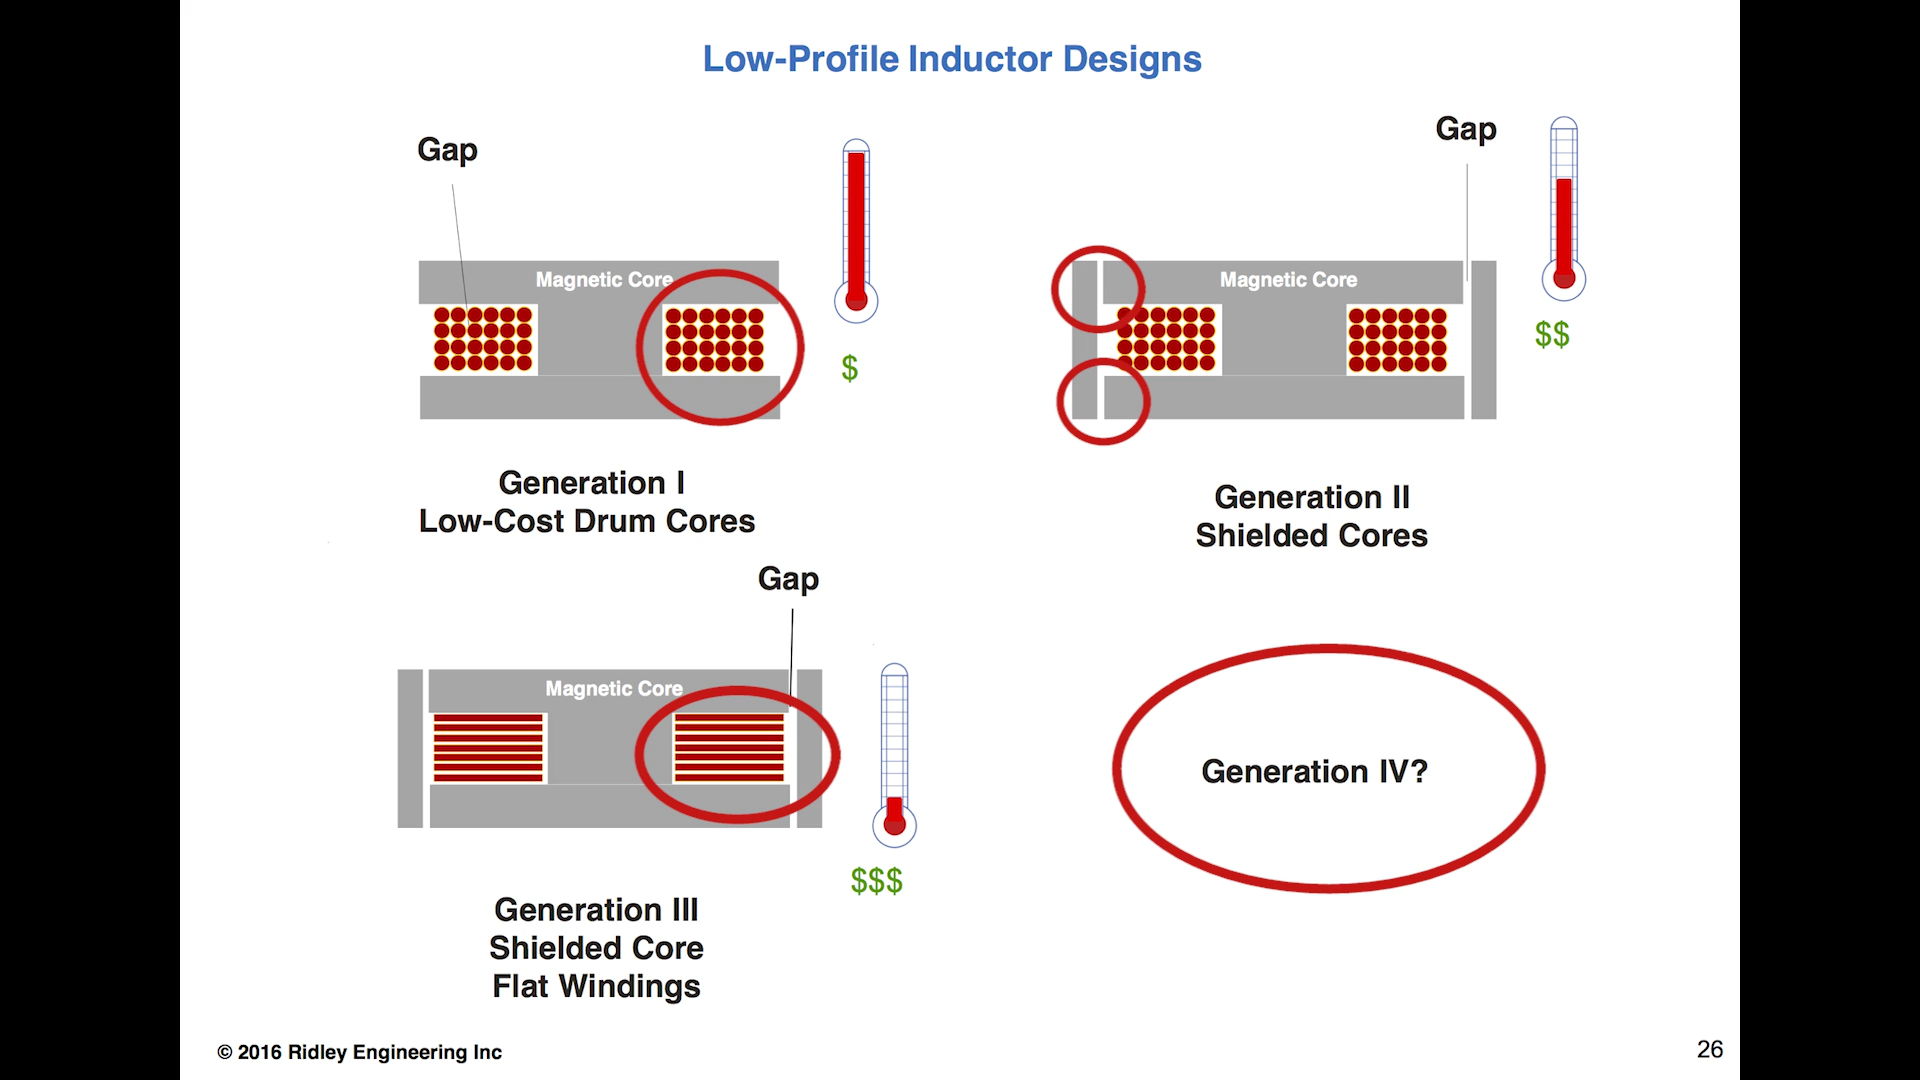 Low-Profile Inductor Designs
Gap
Magnetic Core
$
Generation I
Low-Cost Drum Cores
Gap
Magnetic Core
$$
Generation II
Shielded Cores
Gap
Magnetic Core
$$$
Generation III
Shielded Core
Flat Windings
Generation IV?
© 2016 Ridley Engineering Inc
26